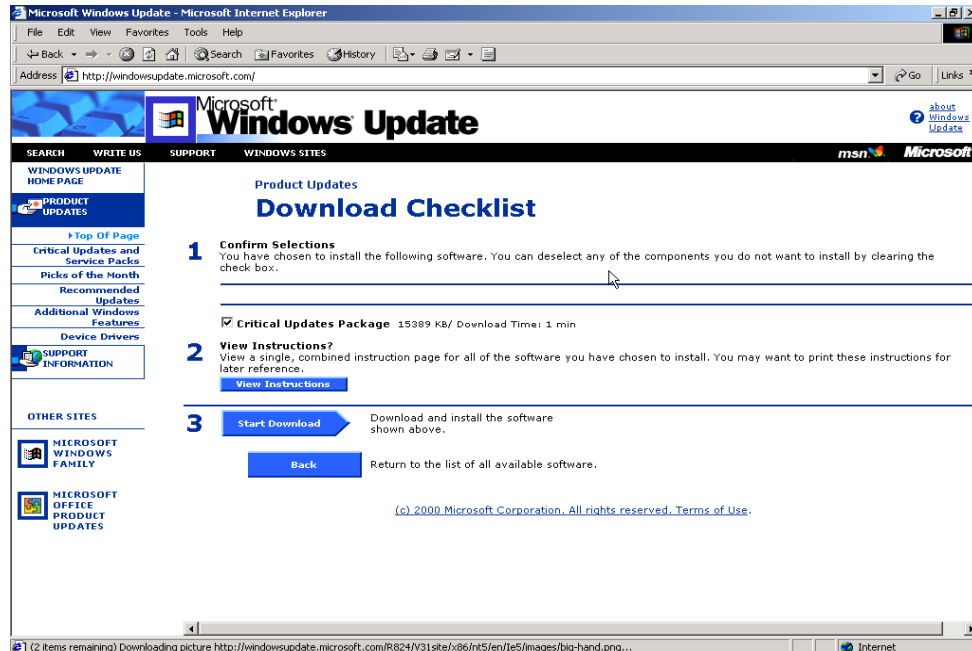 Microsoft Windows Update - Microsoft Internet Explorer
File Edit View Favorites Tools Help
Back Search Favorites History
Address http://windowsupdate.microsoft.com/ Go Links
Microsoft
Windows Update
about
Windows
Update
SEARCH WRITE US SUPPORT WINDOWS SITES
msn Microsoft
WINDOWS UPDATE
HOME PAGE
PRODUCT
UPDATES
Top Of Page
Critical Updates and
Service Packs
Picks of the Month
Recommended
Updates
Additional Windows
Features
Device Drivers
SUPPORT
INFORMATION
OTHER SITES
MICROSOFT
WINDOWS
FAMILY
MICROSOFT
OFFICE
PRODUCT
UPDATES
Product Updates
Download Checklist
1 Confirm Selections
You have chosen to install the following software. You can deselect any of the components you do not want to install by clearing the
check box.
Critical Updates Package 15389 KB/ Download Time: 1 min
2 View Instructions?
View a single, combined instruction page for all of the software you have chosen to install. You may want to print these instructions for
later reference.
View Instructions
3 Start Download Download and install the software
shown above.
Back Return to the list of all available software.
(c) 2000 Microsoft Corporation. All rights reserved. Terms of Use.
(2 items remaining) Downloading picture http://windowsupdate.microsoft.com/R824/V31site/x86/nt5/en/Ie5/images/big-hand.png... Internet